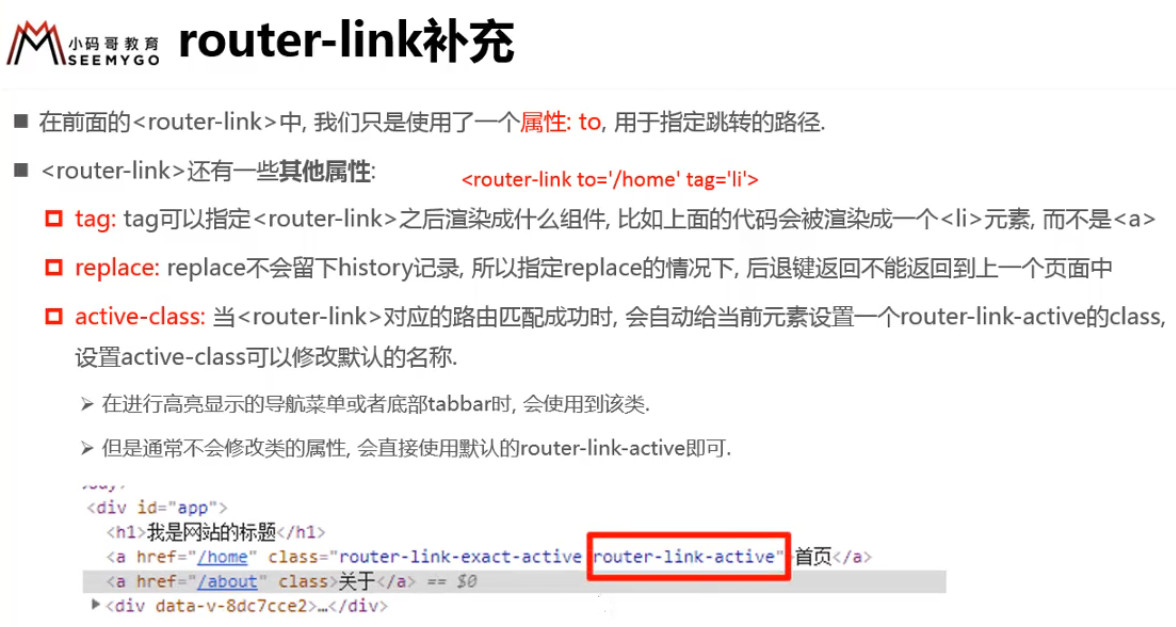 小码哥教育
SEEMYGO
router-link补充
在前面的<router-link>中, 我们只是使用了一个属性: to, 用于指定跳转的路径.
<router-link>还有一些其他属性:
<router-link to='/home' tag='li'>
tag: tag可以指定<router-link>之后渲染成什么组件, 比如上面的代码会被渲染成一个<li>元素, 而不是<a>
replace: replace不会留下history记录, 所以指定replace的情况下, 后退键返回不能返回到上一个页面中
active-class: 当<router-link>对应的路由匹配成功时, 会自动给当前元素设置一个router-link-active的class,
设置active-class可以修改默认的名称.
在进行高亮显示的导航菜单或者底部tabbar时, 会使用到该类.
但是通常不会修改类的属性, 会直接使用默认的router-link-active即可.
<div id="app">
<h1>我是网站的标题</h1>
<a href="/home" class="router-link-exact-active router-link-active">首页</a>
<a href="/about" class>关于</a> == $0
<div data-v-8dc7cce2>…</div>